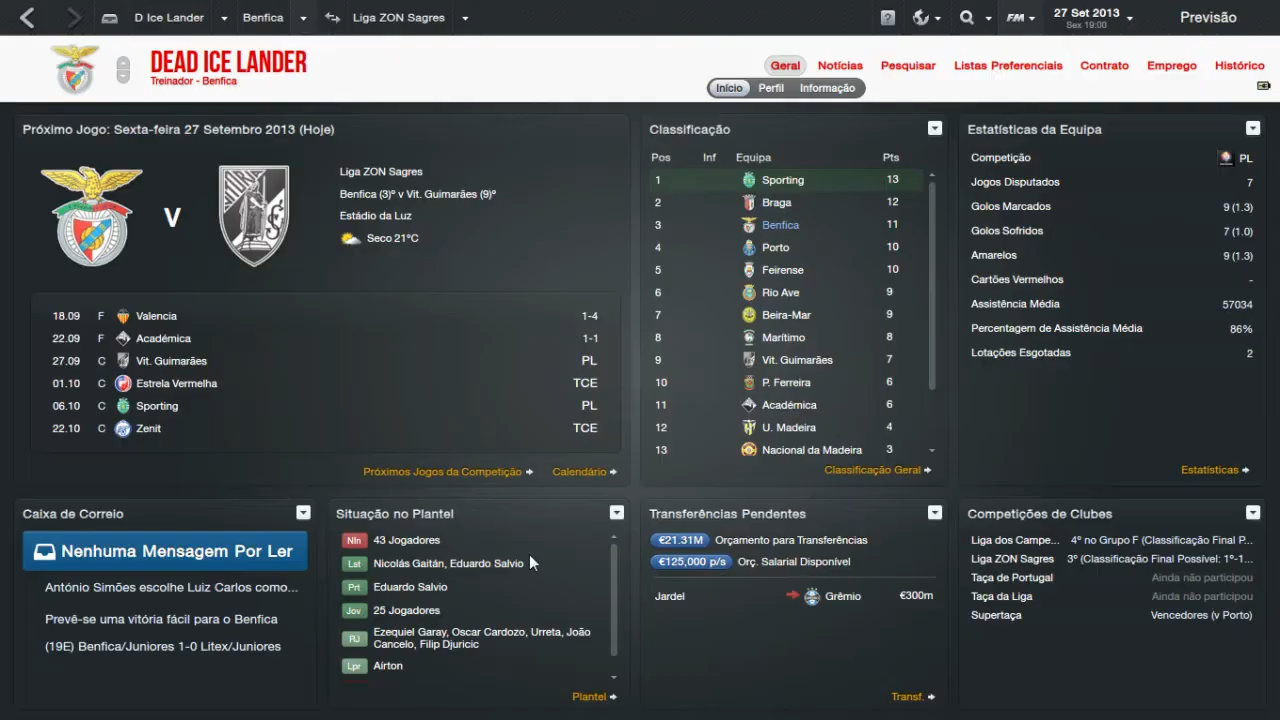 D Ice Lander Benfica Liga ZON Sagres ? FM 27 Set 2013 Previsão
Sex 19:00
DEAD ICE LANDER
Treinador - Benfica
Geral Notícias Pesquisar Listas Preferenciais Contrato Emprego Histórico
Início Perfil Informação
Próximo Jogo: Sexta-feira 27 Setembro 2013 (Hoje)
V
Liga ZON Sagres
Benfica (3)º v Vit. Guimarães (9)º
Estádio da Luz
Seco 21°C
18.09 F Valencia 1-4
22.09 F Académica 1-1
27.09 C Vit. Guimarães PL
01.10 C Estrela Vermelha TCE
06.10 C Sporting PL
22.10 C Zenit TCE
Próximos Jogos da Competição Calendário
Classificação
Pos Inf Equipa Pts
1 Sporting 13
2 Braga 12
3 Benfica 11
4 Porto 10
5 Feirense 10
6 Rio Ave 9
7 Beira-Mar 9
8 Marítimo 8
9 Vit. Guimarães 7
10 P. Ferreira 6
11 Académica 6
12 U. Madeira 4
13 Nacional da Madeira 3
Classificação Geral
Estatísticas da Equipa
Competição PL
Jogos Disputados 7
Golos Marcados 9 (1.3)
Golos Sofridos 7 (1.0)
Amarelos 9 (1.3)
Cartões Vermelhos -
Assistência Média 57034
Percentagem de Assistência Média 86%
Lotações Esgotadas 2
Estatísticas
Caixa de Correio
Nenhuma Mensagem Por Ler
António Simões escolhe Luiz Carlos como...
Prevê-se uma vitória fácil para o Benfica
(19E) Benfica/Juniores 1-0 Litex/Juniores
Situação no Plantel
NIn 43 Jogadores
Lst Nicolás Gaitán, Eduardo Salvio
Prt Eduardo Salvio
Jov 25 Jogadores
PJ Ezequiel Garay, Oscar Cardozo, Urreta, João
Cancelo, Filip Djuricic
Lpr Airton
Plantel
Transferências Pendentes
€21.31M Orçamento para Transferências
€125,000 p/s Orç. Salarial Disponível
Jardel Grêmio €300m
Transf.
Competições de Clubes
Liga dos Campe... 4º no Grupo F (Classificação Final P...
Liga ZON Sagres 3º (Classificação Final Possível: 1º-1...
Taça de Portugal Ainda não participou
Taça da Liga Ainda não participou
Supertaça Vencedores (v Porto)